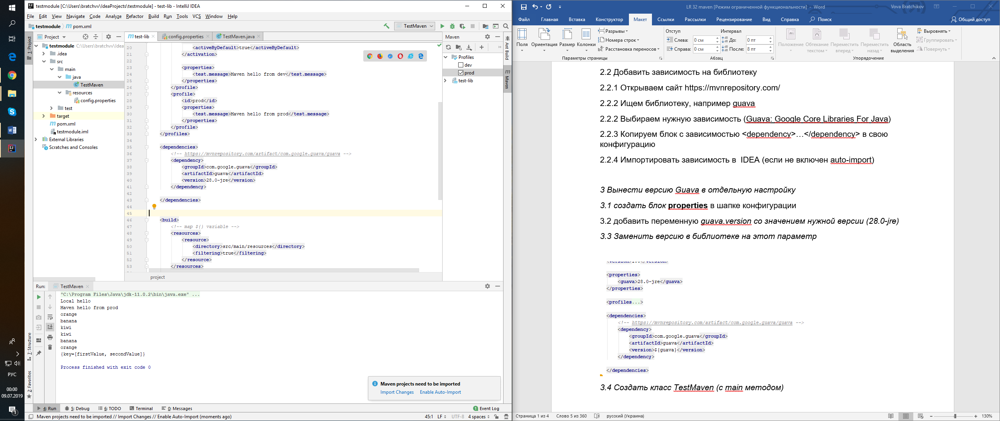 testmodule [C:\Users\bratchvv\IdeaProjects\testmodule] - test-lib - IntelliJ IDEA
File Edit View Navigate Code Analyze Refactor Build Run Tools VCS Window Help
testmodule pom.xml
TestMaven
1: Project
Project
testmodule C:\Users\bratchvv\Idea
.idea
src
main
java
TestMaven
resources
config.properties
test
target
pom.xml
testmodule.iml
External Libraries
Scratches and Consoles
7: Structure
2: Favorites
test-lib config.properties TestMaven.java
20 <activeByDefault>true</activeByDefault>
21 </activation>
22
23 <properties>
24 <test.message>Maven hello from dev</test.message>
25 </properties>
26 </profile>
27 <profile>
28 <id>prod</id>
29 <properties>
30 <test.message>Maven hello from prod</test.message>
31 </properties>
32 </profile>
33 </profiles>
34
35 <dependencies>
36 <!-- https://mvnrepository.com/artifact/com.google.guava/guava -->
37 <dependency>
38 <groupId>com.google.guava</groupId>
39 <artifactId>guava</artifactId>
40 <version>28.0-jre</version>
41 </dependency>
42
43 </dependencies>
44
45
46 <build>
47 <!-- map ${} variable -->
48 <resources>
49 <resource>
50 <directory>src/main/resources</directory>
51 <filtering>true</filtering>
52 </resource>
53 </resources>
project
Maven
Profiles
dev
prod
test-lib
Ant Build
Maven
Run: TestMaven
"C:\Program Files\Java\jdk-11.0.2\bin\java.exe" ...
Local hello
Maven hello from prod
orange
banana
kiwi
kiwi
banana
orange
{key=[firstValue, secondValue]}
Process finished with exit code 0
Maven projects need to be imported
Import Changes Enable Auto-Import
4: Run 5: Debug 6: TODO Terminal 0: Messages
1 Event Log
Maven projects need to be imported // Import Changes // Enable Auto-Import (moments ago)
45:1 LF UTF-8 4 spaces
РУС
00:00
09.07.2019
1
LR 32 maven [Режим ограниченной функциональности] - Word
Vova Bratchikov
Файл Главная Вставка Конструктор Макет Ссылки Рассылки Рецензирование Вид Справка Поиск
Общий доступ
Поля Ориентация Размер Колонки
Разрывы
Номера строк
Расстановка переносов
Параметры страницы
Отступ Интервал
Слева: 0 см До: 0 пт
Справа: 0 см После: 8 пт
Абзац
Положение Обтекание текстом Переместить вперед Переместить назад Область выделения
Выровнять
Группировать
Повернуть
Упорядочение
2.2 Добавить зависимость на библиотеку
2.2.1 Открываем сайт https://mvnrepository.com/
2.2.2 Ищем библиотеку, например guava
2.2.2 Выбираем нужную зависимость (Guava: Google Core Libraries For Java)
2.2.3 Копируем блок с зависимостью <dependency>…</dependency> в свою
конфигурацию
2.2.4 Импортировать зависимость в IDEA (если не включен auto-import)
3 Вынести версию Guava в отдельную настройку
3.1 создать блок properties в шапке конфигурации
3.2 добавить переменную guava.version со значением нужной версии (28.0-jre)
3.3 Заменить версию в библиотеке на этот параметр
<properties>
<guava>28.0-jre</guava>
</properties>
<profiles...>
<dependencies>
<!-- https://mvnrepository.com/artifact/com.google.guava/guava -->
<dependency>
<groupId>com.google.guava</groupId>
<artifactId>guava</artifactId>
<version>${guava}</version>
</dependency>
</dependencies>
3.4 Создать класс TestMaven (с main методом)
Страница 1 из 4 Слово 5 из 360 русский (Украина)
130%